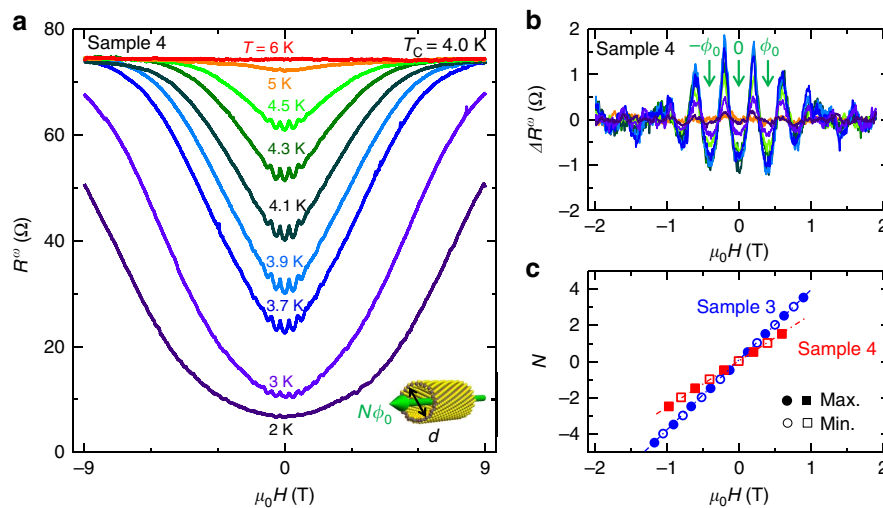 a
Sample 4
T = 6 K
T_C = 4.0 K
5 K
4.5 K
4.3 K
4.1 K
3.9 K
3.7 K
3 K
2 K
Nϕ₀
d
80
60
40
20
0
R^ω (Ω)
−9
0
9
μ₀H (T)
b
Sample 4
−ϕ₀
0
ϕ₀
2
1
0
−1
−2
ΔR^ω (Ω)
−2
−1
0
1
2
μ₀H (T)
c
Sample 3
Sample 4
Max.
Min.
4
2
0
−2
−4
N
−2
−1
0
1
2
μ₀H (T)